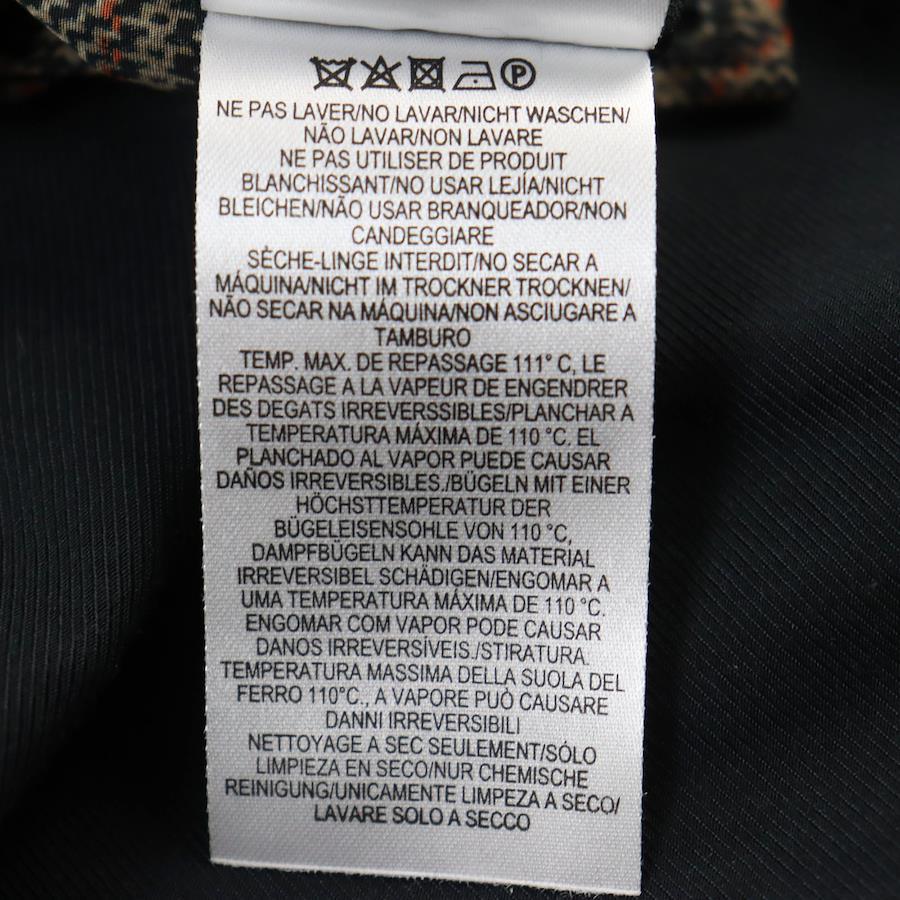 NE PAS LAVER/NO LAVAR/NICHT WASCHEN/
NÃO LAVAR/NON LAVARE
NE PAS UTILISER DE PRODUIT
BLANCHISSANT/NO USAR LEJÍA/NICHT
BLEICHEN/NÃO USAR BRANQUEADOR/NON
CANDEGGIARE
SÈCHE-LINGE INTERDIT/NO SECAR A
MÁQUINA/NICHT IM TROCKNER TROCKNEN/
NÃO SECAR NA MÁQUINA/NON ASCIUGARE A
TAMBURO
TEMP. MAX. DE REPASSAGE 111° C, LE
REPASSAGE A LA VAPEUR DE ENGENDRER
DES DEGATS IRREVERSSIBLES/PLANCHAR A
TEMPERATURA MÁXIMA DE 110 °C. EL
PLANCHADO AL VAPOR PUEDE CAUSAR
DAÑOS IRREVERSIBLES./BÜGELN MIT EINER
HÖCHSTTEMPERATUR DER
BÜGELEISENSOHLE VON 110 °C,
DAMPFBÜGELN KANN DAS MATERIAL
IRREVERSIBEL SCHÄDIGEN/ENGOMAR A
UMA TEMPERATURA MÁXIMA DE 110 °C.
ENGOMAR COM VAPOR PODE CAUSAR
DANOS IRREVERSÍVEIS./STIRATURA.
TEMPERATURA MASSIMA DELLA SUOLA DEL
FERRO 110°C., A VAPORE PUÒ CAUSARE
DANNI IRREVERSIBILI
NETTOYAGE A SEC SEULEMENT/SÓLO
LIMPIEZA EN SECO/NUR CHEMISCHE
REINIGUNG/UNICAMENTE LIMPEZA A SECO/
LAVARE SOLO A SECCO